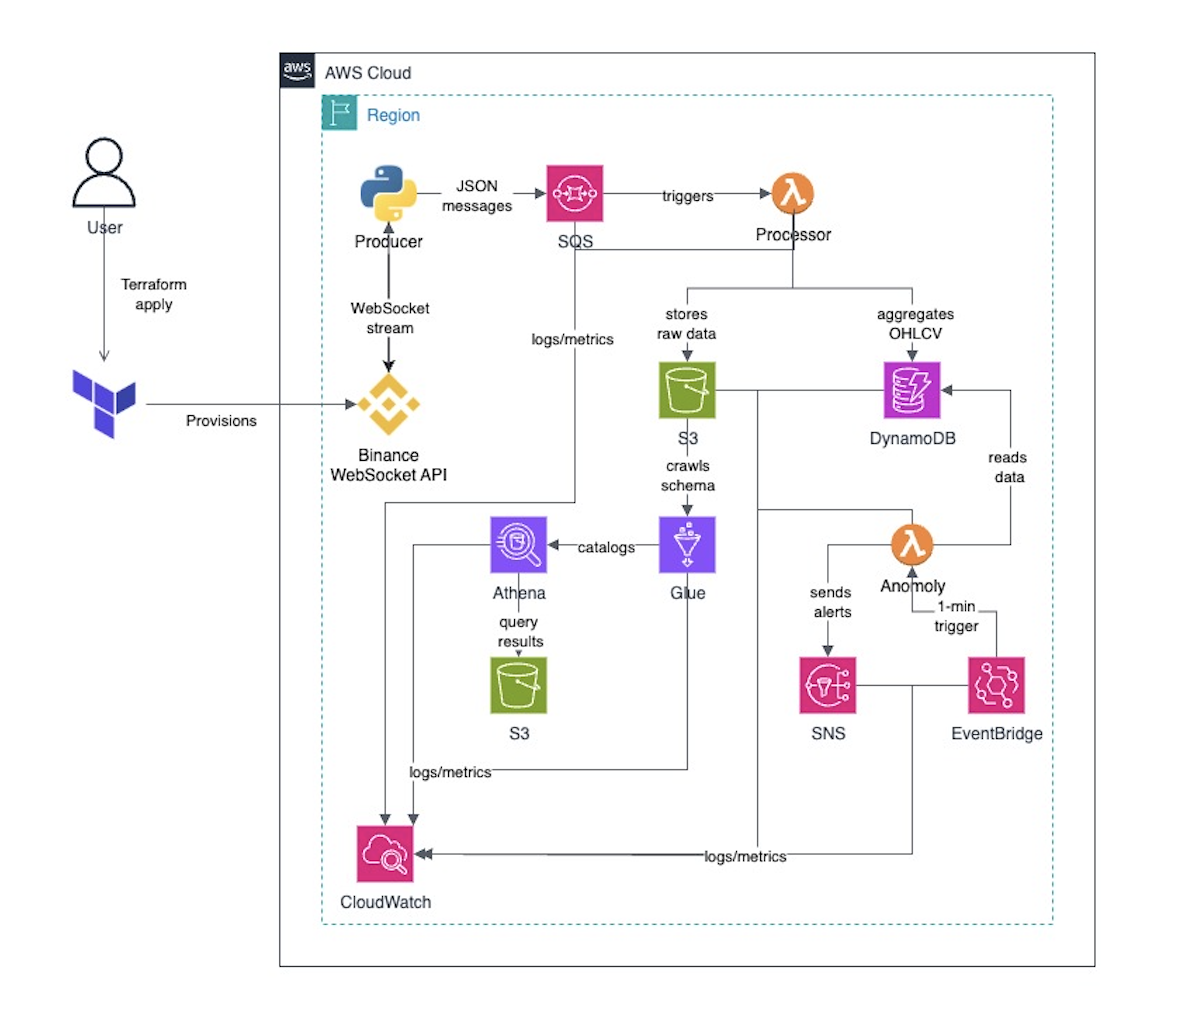 aws
AWS Cloud
Region
User
Terraform
apply
Provisions
Producer
JSON
messages
SQS
triggers
Processor
WebSocket
stream
Binance
WebSocket API
logs/metrics
stores
raw data
aggregates
OHLCV
S3
DynamoDB
crawls
schema
reads
data
Athena
catalogs
Glue
Anomoly
query
results
S3
sends
alerts
1-min
trigger
SNS
EventBridge
logs/metrics
logs/metrics
CloudWatch